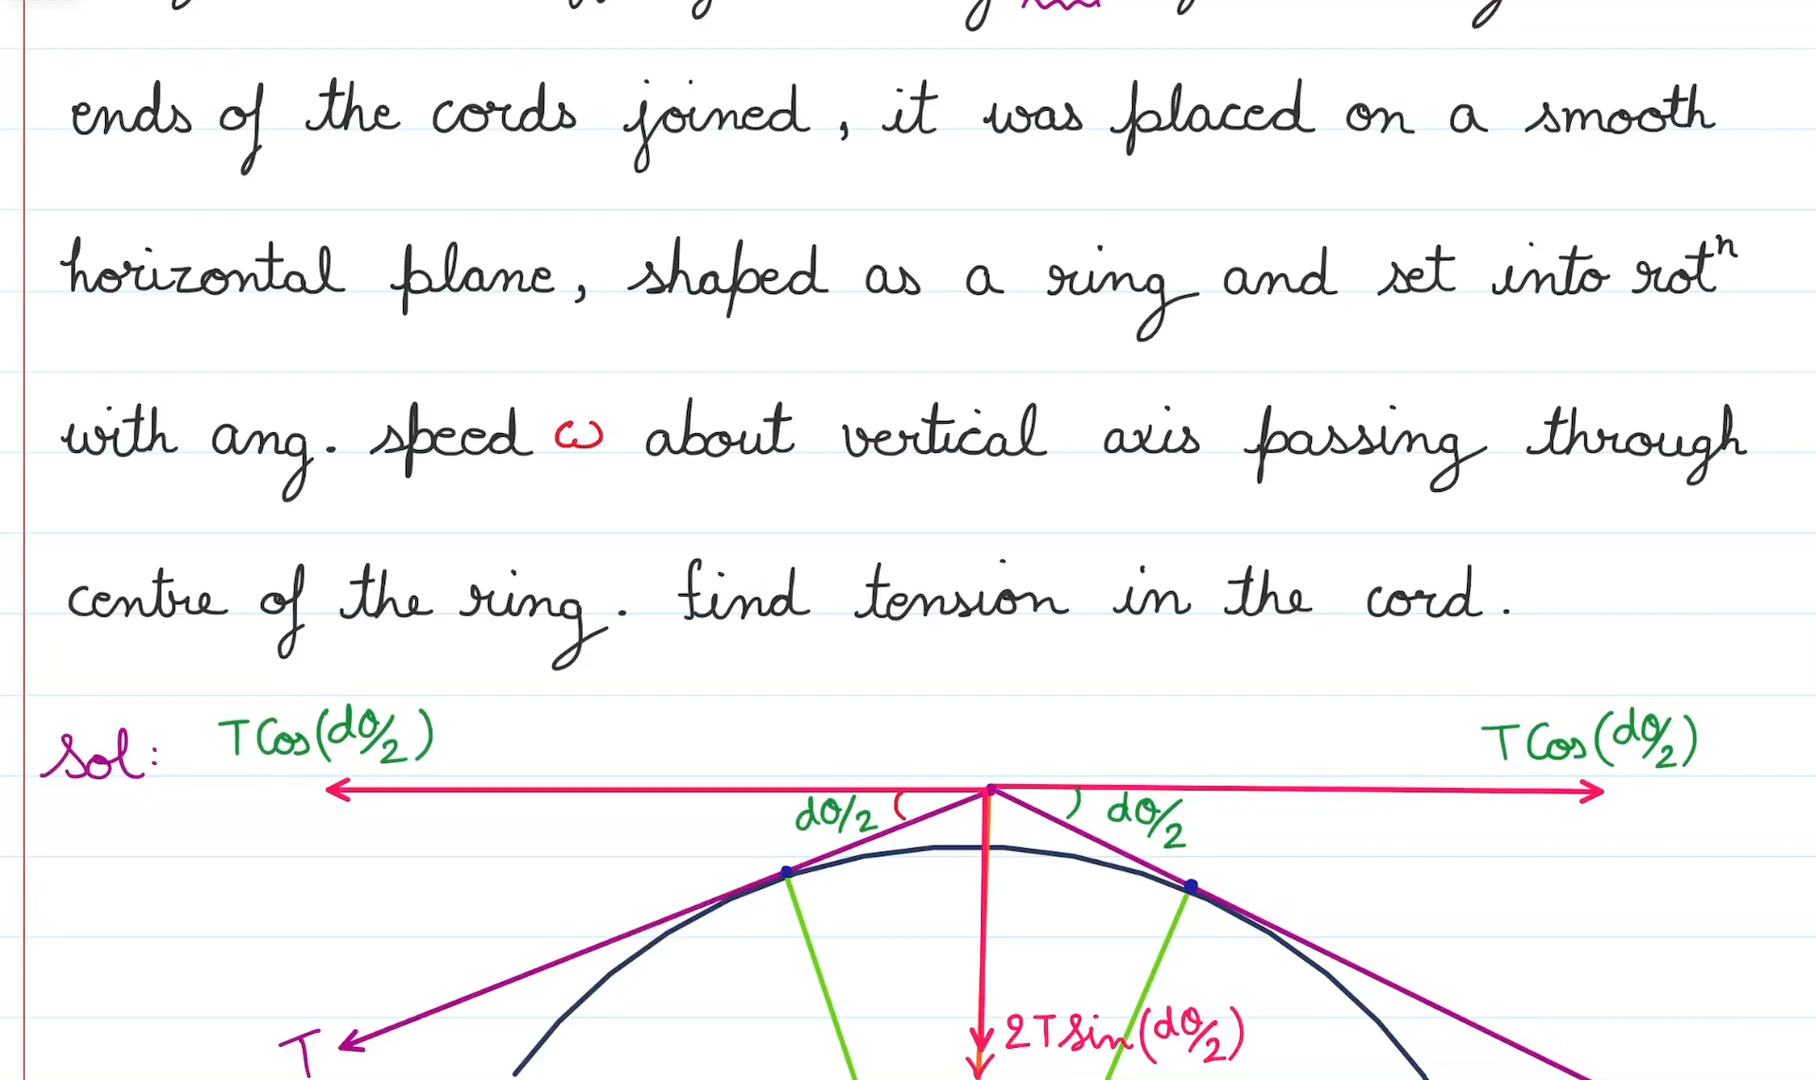 ends of the cords joined, it was placed on a smooth
horizontal plane, shaped as a ring and set into rotⁿ
with ang. speed ω about vertical axis passing through
centre of the ring. find tension in the cord.
Sol: TCos(dθ/2) TCos(dθ/2)
dθ/2 dθ/2
T 2TSin(dθ/2)